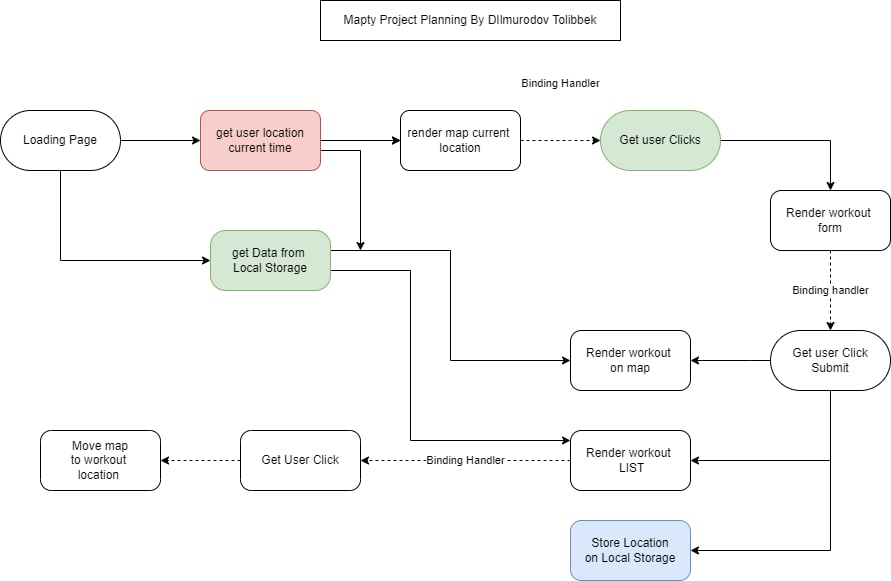 Mapty Project Planning By DIlmurodov Tolibbek
Binding Handler
Loading Page
get user location
current time
render map current
location
Get user Clicks
Render workout
form
get Data from
Local Storage
Binding handler
Render workout
on map
Get user Click
Submit
Move map
to workout
location
Get User Click
Binding Handler
Render workout
LIST
Store Location
on Local Storage